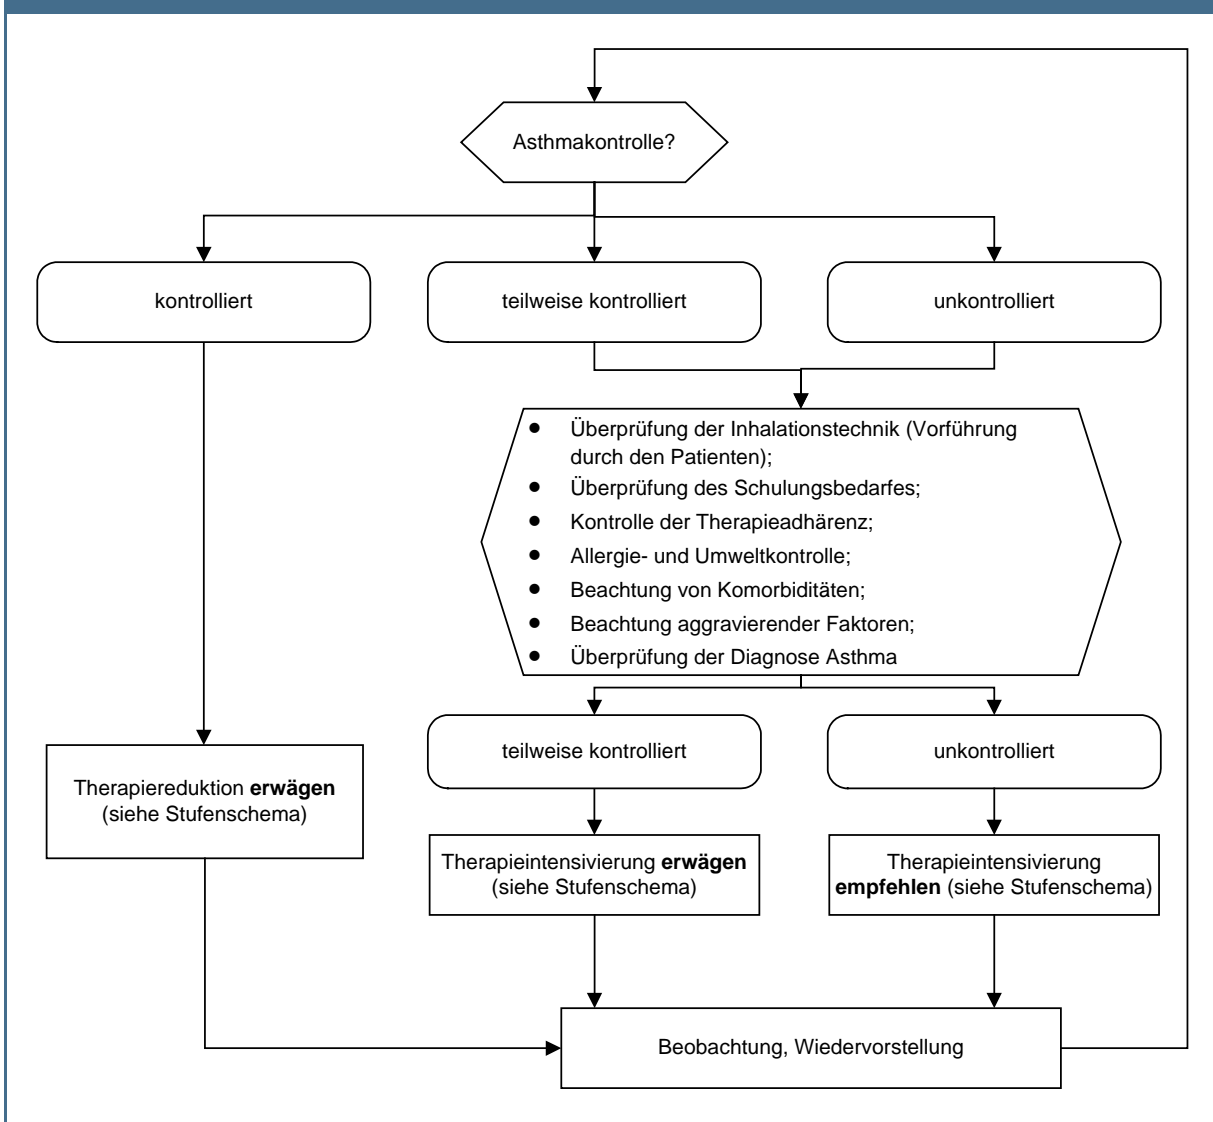 Asthmakontrolle?
kontrolliert
teilweise kontrolliert
unkontrolliert
● Überprüfung der Inhalationstechnik (Vorführung
durch den Patienten);
● Überprüfung des Schulungsbedarfes;
● Kontrolle der Therapieadhärenz;
● Allergie- und Umweltkontrolle;
● Beachtung von Komorbiditäten;
● Beachtung aggravierender Faktoren;
● Überprüfung der Diagnose Asthma
teilweise kontrolliert
unkontrolliert
Therapiereduktion erwägen
(siehe Stufenschema)
Therapieintensivierung erwägen
(siehe Stufenschema)
Therapieintensivierung
empfehlen (siehe Stufenschema)
Beobachtung, Wiedervorstellung